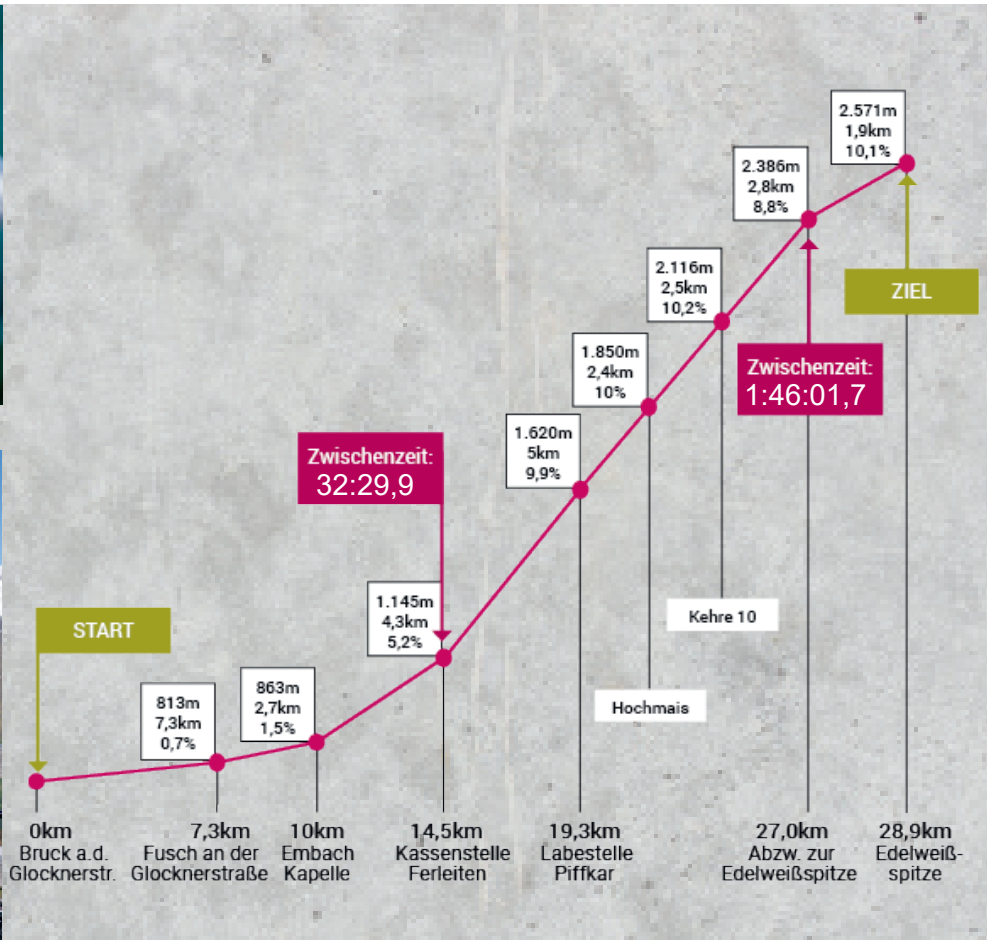 2.571m
1,9km
10,1%
2.386m
2,8km
8,8%
2.116m
2,5km
10,2%
ZIEL
1.850m
2,4km
10%
Zwischenzeit:
1:46:01,7
1.620m
5km
9,9%
Zwischenzeit:
32:29,9
1.145m
4,3km
5,2%
START
Kehre 10
863m
2,7km
1,5%
813m
7,3km
0,7%
Hochmais
0km
Bruck a.d.
Glocknerstr.
7,3km
Fusch an der
Glocknerstraße
10km
Embach
Kapelle
14,5km
Kassenstelle
Ferleiten
19,3km
Labestelle
Piffkar
27,0km
Abzw. zur
Edelweißspitze
28,9km
Edelweiß-
spitze